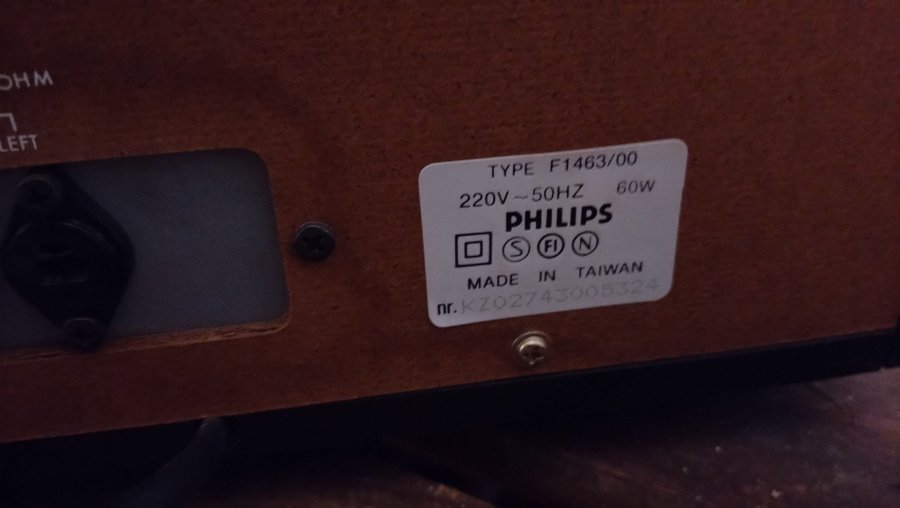 OHM
LEFT
TYPE F1463/00
220V~50HZ 60W
PHILIPS
S FI N
MADE IN TAIWAN
nr. KZ02743005324